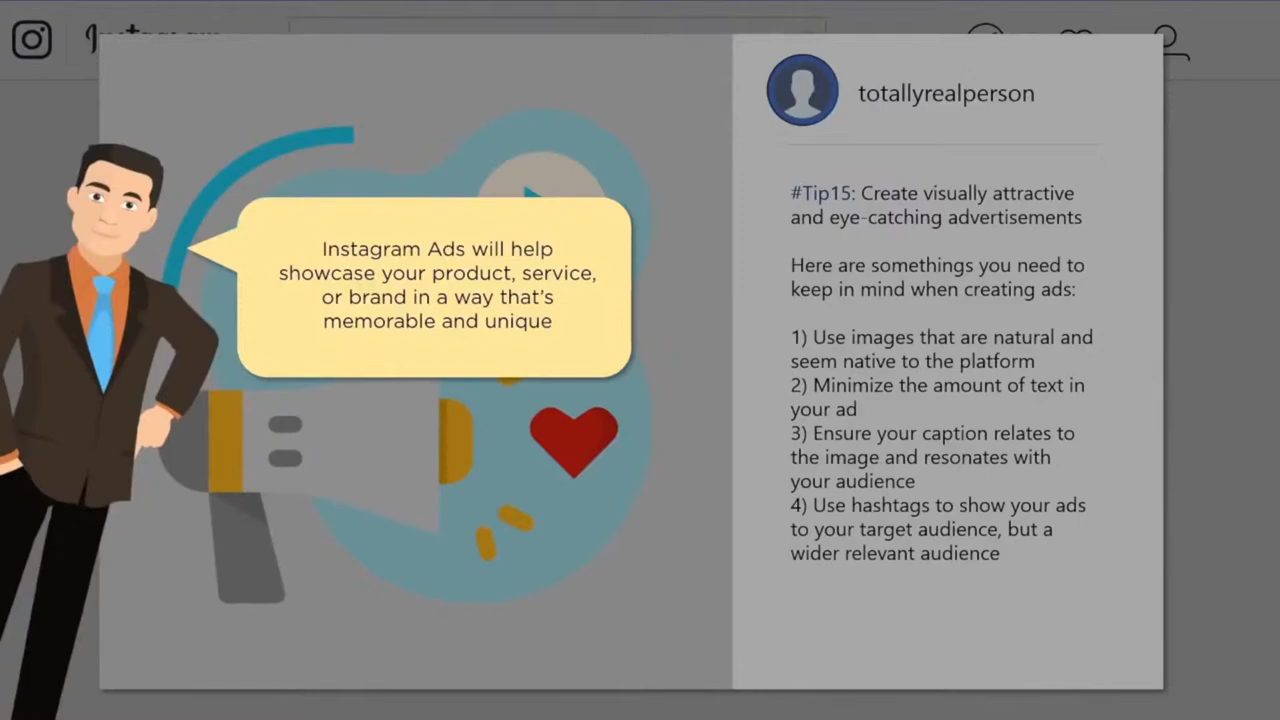 Instagram
totallyrealperson
Instagram Ads will help
showcase your product, service,
or brand in a way that's
memorable and unique
#Tip15: Create visually attractive
and eye-catching advertisements
Here are somethings you need to
keep in mind when creating ads:
1) Use images that are natural and
seem native to the platform
2) Minimize the amount of text in
your ad
3) Ensure your caption relates to
the image and resonates with
your audience
4) Use hashtags to show your ads
to your target audience, but a
wider relevant audience